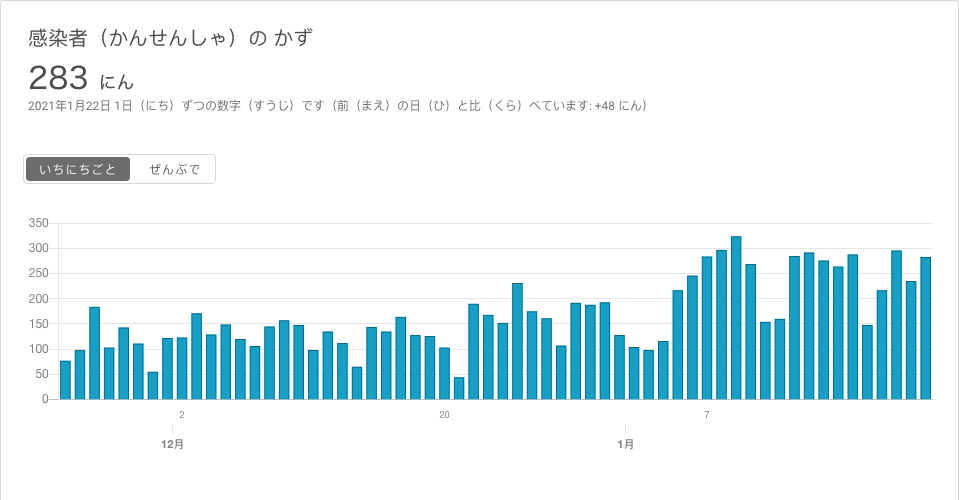 感染者（かんせんしゃ）の かず
283 にん
2021年1月22日 1日（にち）ずつの数字（すうじ）です（前（まえ）の日（ひ）と比（くら）べています: +48 にん）
いちにちごと ぜんぶで
350
300
250
200
150
100
50
0
2 20 7
12月 1月